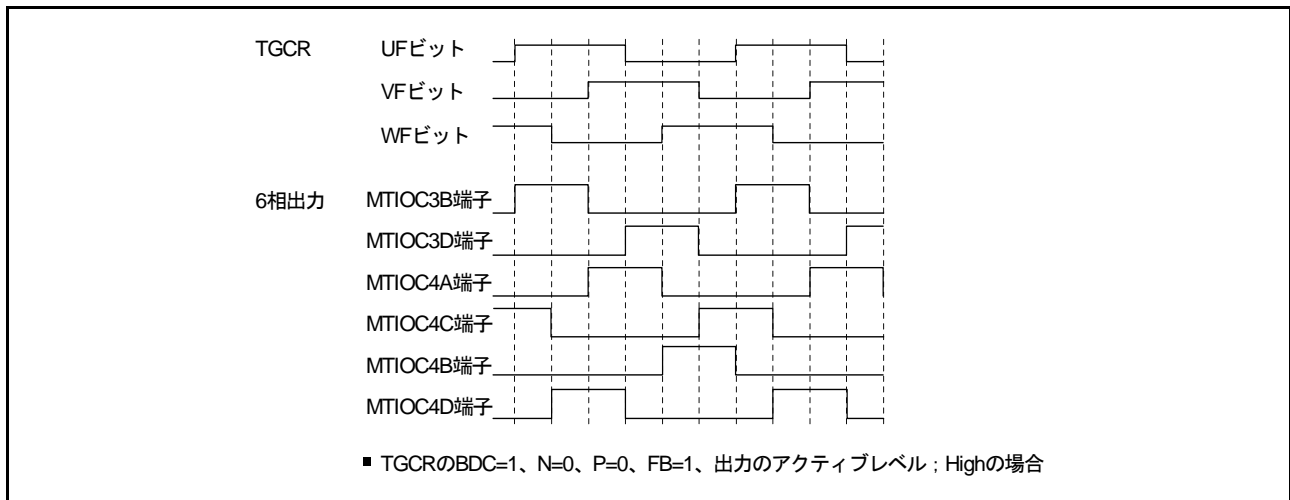 TGCR UFビット
VFビット
WFビット
6相出力 MTIOC3B端子
MTIOC3D端子
MTIOC4A端子
MTIOC4C端子
MTIOC4B端子
MTIOC4D端子
■ TGCRのBDC=1、N=0、P=0、FB=1、出力のアクティブレベル；Highの場合